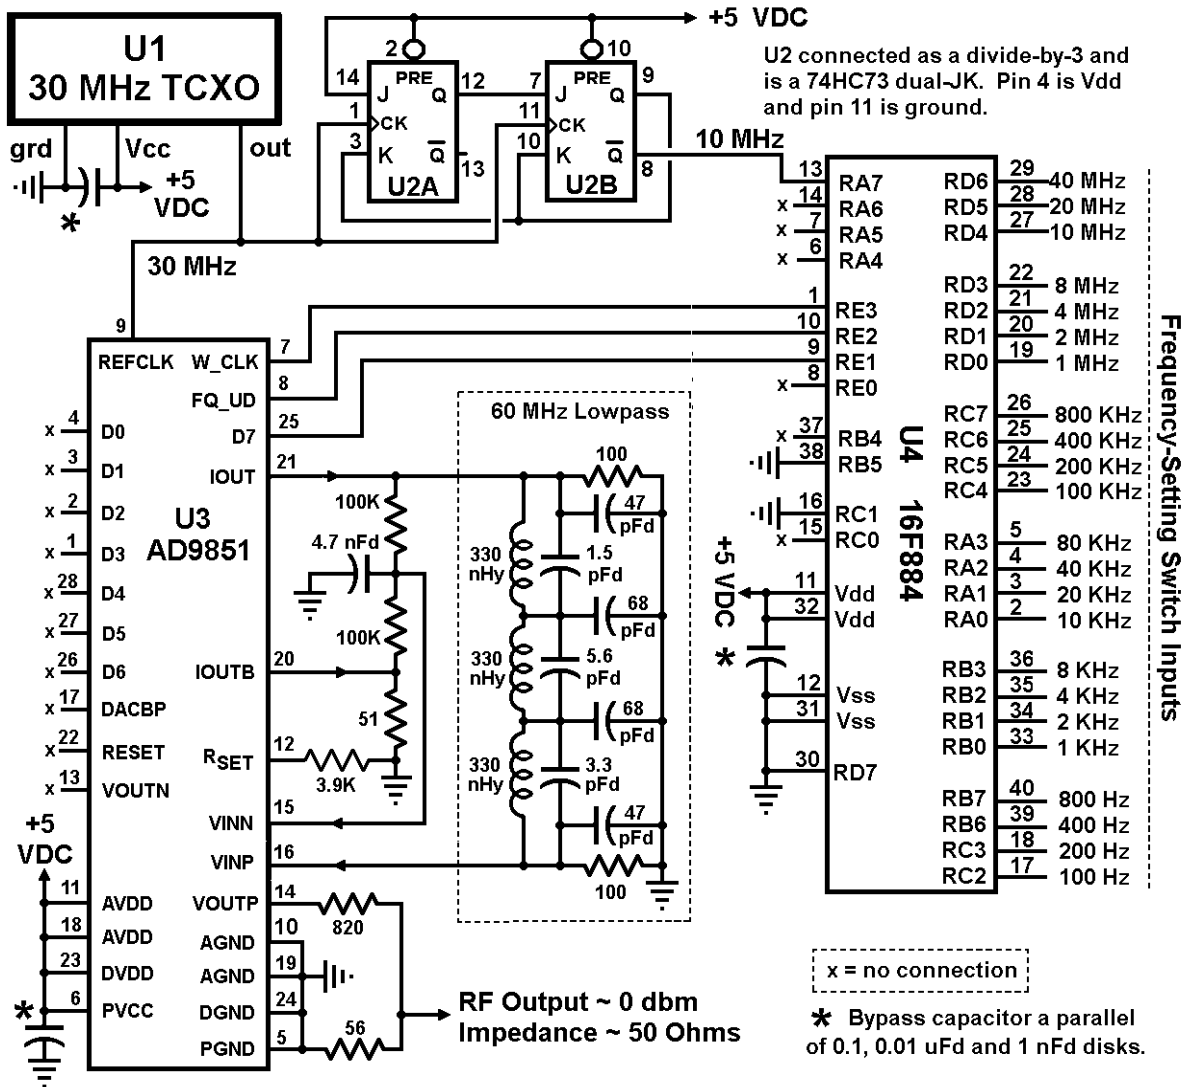 U1
30 MHz TCXO
grd
Vcc
out
+5
VDC
*
30 MHz
+5 VDC
2
PRE
14
J
Q
12
1
CK
3
K
Q
13
U2A
10
PRE
7
J
Q
9
11
CK
10
K
Q
8
U2B
U2 connected as a divide-by-3 and
is a 74HC73 dual-JK. Pin 4 is Vdd
and pin 11 is ground.
10 MHz
9
REFCLK
W_CLK
7
FQ_UD
8
D7
25
x 4 D0
x 3 D1
x 2 D2
x 1 D3
x 28 D4
x 27 D5
x 26 D6
x 17 DACBP
x 22 RESET
x 13 VOUTN
U3
AD9851
IOUT 21
IOUTB 20
RSET 12
VINN 15
VINP 16
VOUTP 14
AGND 10
AGND 19
DGND 24
PGND 5
+5
VDC
11 AVDD
18 AVDD
23 DVDD
6 PVCC
*
100K
4.7 nFd
100K
51
3.9K
820
56
60 MHz Lowpass
100
47
pFd
330
nHy
1.5
pFd
68
pFd
330
nHy
5.6
pFd
68
pFd
330
nHy
3.3
pFd
47
pFd
100
RF Output ~ 0 dbm
Impedance ~ 50 Ohms
U4 16F884
13 RA7
x 14 RA6
x 7 RA5
x 6 RA4
1 RE3
10 RE2
9 RE1
x 8 RE0
x 37 RB4
38 RB5
16 RC1
x 15 RC0
+5 VDC
*
11 Vdd
32 Vdd
12 Vss
31 Vss
30 RD7
RD6 29 40 MHz
RD5 28 20 MHz
RD4 27 10 MHz
RD3 22 8 MHz
RD2 21 4 MHz
RD1 20 2 MHz
RD0 19 1 MHz
RC7 26 800 KHz
RC6 25 400 KHz
RC5 24 200 KHz
RC4 23 100 KHz
RA3 5 80 KHz
RA2 4 40 KHz
RA1 3 20 KHz
RA0 2 10 KHz
RB3 36 8 KHz
RB2 35 4 KHz
RB1 34 2 KHz
RB0 33 1 KHz
RB7 40 800 Hz
RB6 39 400 Hz
RC3 18 200 Hz
RC2 17 100 Hz
Frequency-Setting Switch Inputs
x = no connection
* Bypass capacitor a parallel
of 0.1, 0.01 uFd and 1 nFd disks.